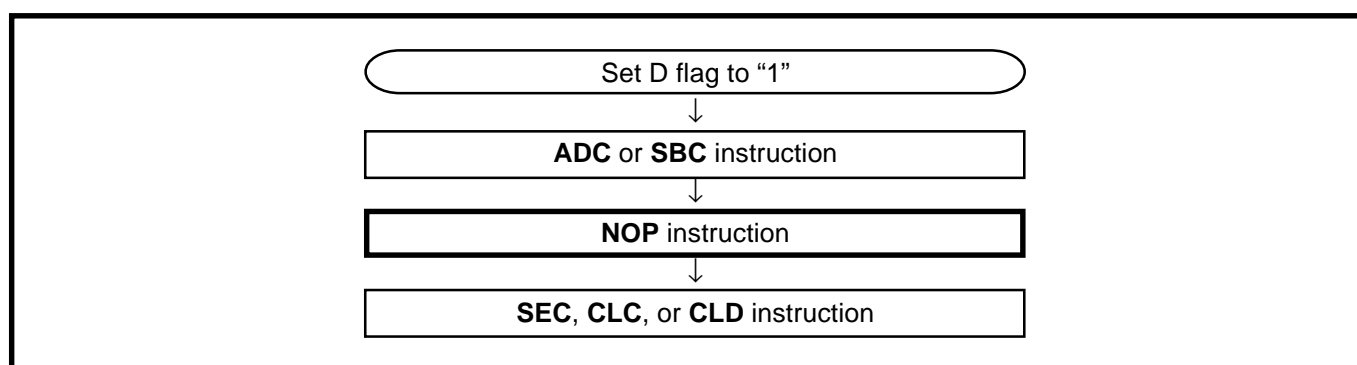 Set D flag to “1”
↓
ADC or SBC instruction
↓
NOP instruction
↓
SEC, CLC, or CLD instruction